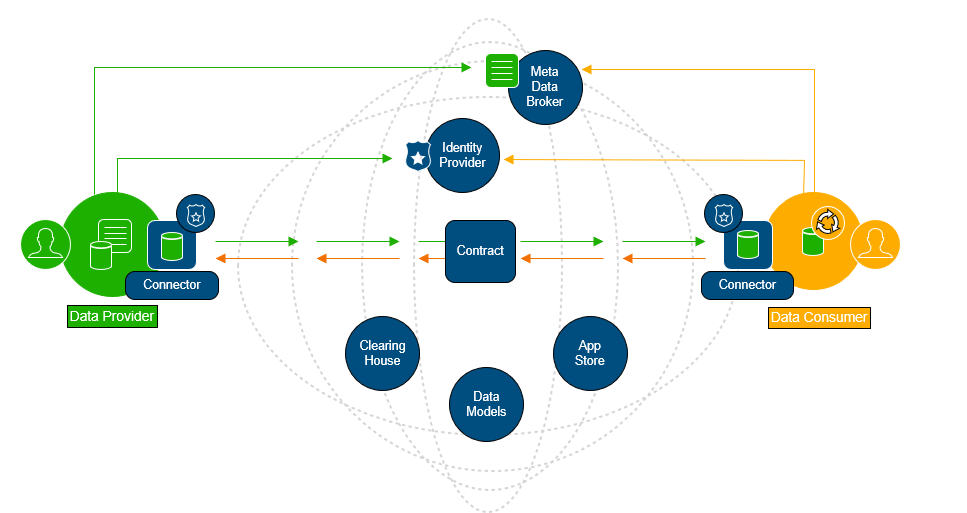 Meta
Data
Broker
Identity
Provider
Contract
Connector
Connector
Data Provider
Data Consumer
Clearing
House
App
Store
Data
Models